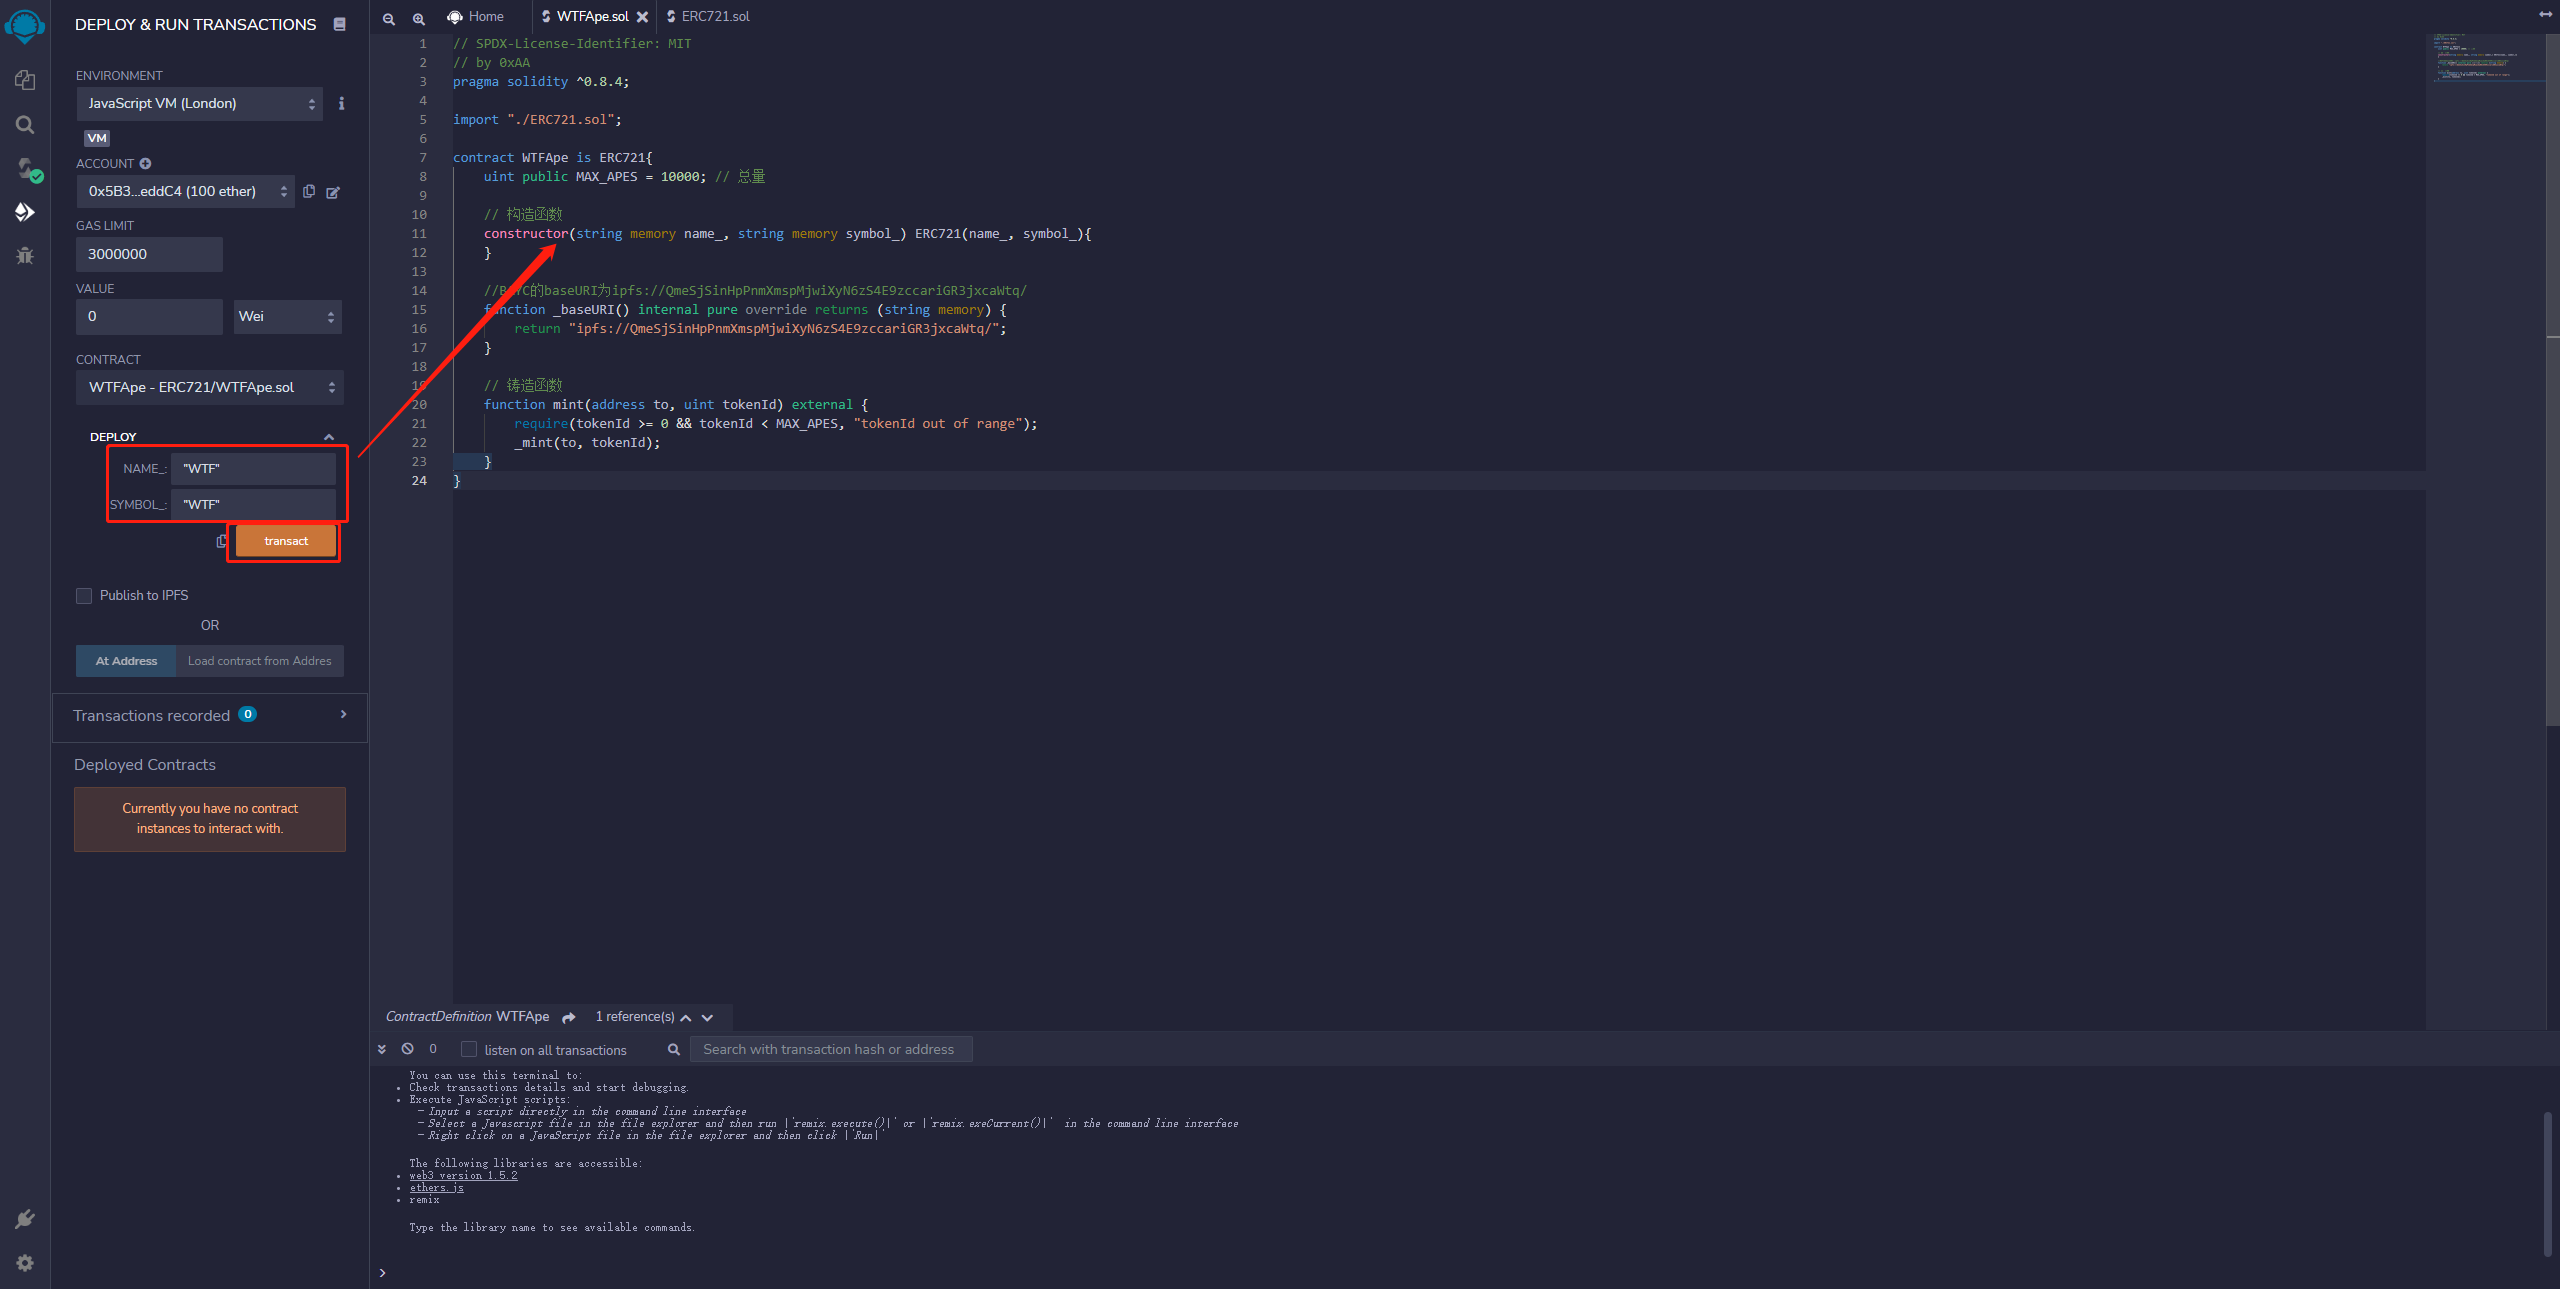 DEPLOY & RUN TRANSACTIONS
ENVIRONMENT
JavaScript VM (London)
VM
ACCOUNT
0x5B3...eddC4 (100 ether)
GAS LIMIT
3000000
VALUE
0
Wei
CONTRACT
WTFApe - ERC721/WTFApe.sol
DEPLOY
NAME_: "WTF"
SYMBOL_: "WTF"
transact
Publish to IPFS
OR
At Address
Load contract from Addres
Transactions recorded 0
Deployed Contracts
Currently you have no contract
instances to interact with.
Home
WTFApe.sol
ERC721.sol
1 // SPDX-License-Identifier: MIT
2 // by 0xAA
3 pragma solidity ^0.8.4;
4
5 import "./ERC721.sol";
6
7 contract WTFApe is ERC721{
8 uint public MAX_APES = 10000; // 总量
9
10 // 构造函数
11 constructor(string memory name_, string memory symbol_) ERC721(name_, symbol_){
12 }
13
14 //BAYC的baseURI为ipfs://QmeSjSinHpPnmXmspMjwiXyN6zS4E9zccariGR3jxcaWtq/
15 function _baseURI() internal pure override returns (string memory) {
16 return "ipfs://QmeSjSinHpPnmXmspMjwiXyN6zS4E9zccariGR3jxcaWtq/";
17 }
18
19 // 铸造函数
20 function mint(address to, uint tokenId) external {
21 require(tokenId >= 0 && tokenId < MAX_APES, "tokenId out of range");
22 _mint(to, tokenId);
23 }
24 }
ContractDefinition WTFApe 1 reference(s)
0 listen on all transactions Search with transaction hash or address
You can use this terminal to:
• Check transactions details and start debugging.
• Execute JavaScript scripts:
- Input a script directly in the command line interface
- Select a Javascript file in the file explorer and then run |`remix.execute()|` or |`remix.exeCurrent()|` in the command line interface
- Right click on a JavaScript file in the file explorer and then click |`Run|`
The following libraries are accessible:
• web3 version 1.5.2
• ethers.js
• remix
Type the library name to see available commands.
>